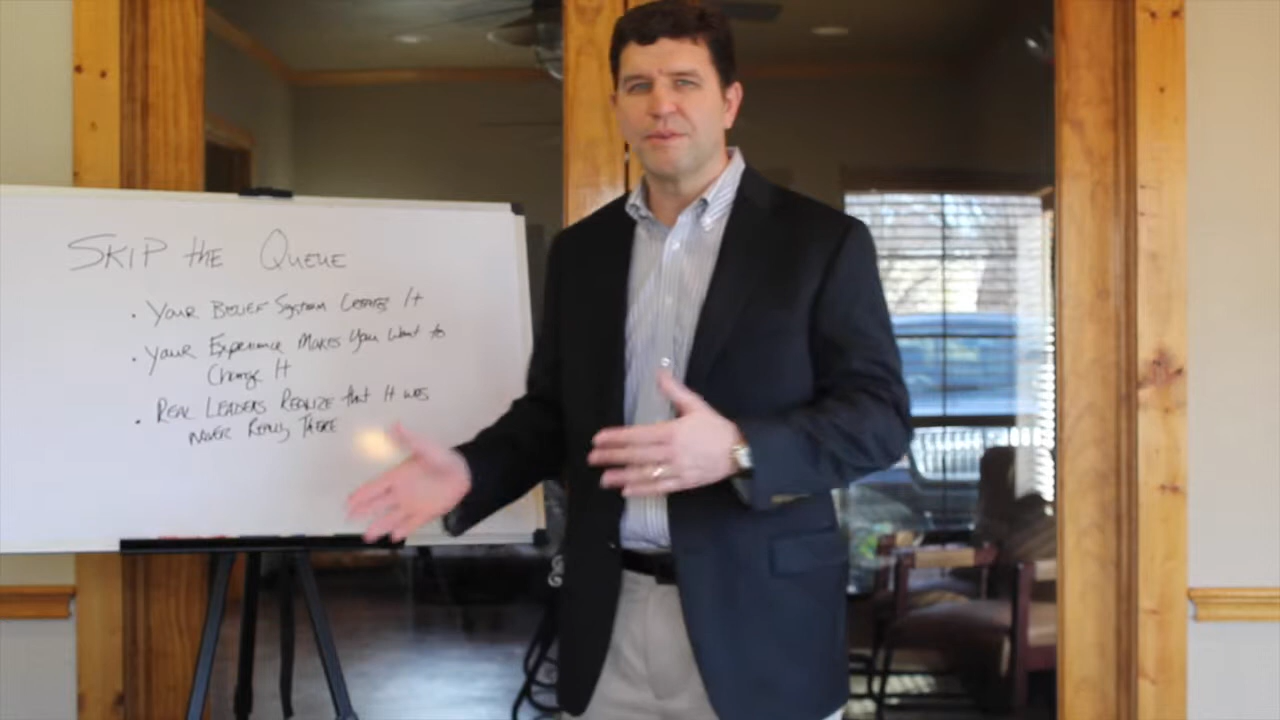 SKIP THE QUEUE
· YOUR BELIEF SYSTEM CREATES IT
· YOUR EXPERIENCE MAKES YOU WANT TO
CHANGE IT
· REAL LEADERS REALIZE THAT IT WAS
NEVER REALLY THERE